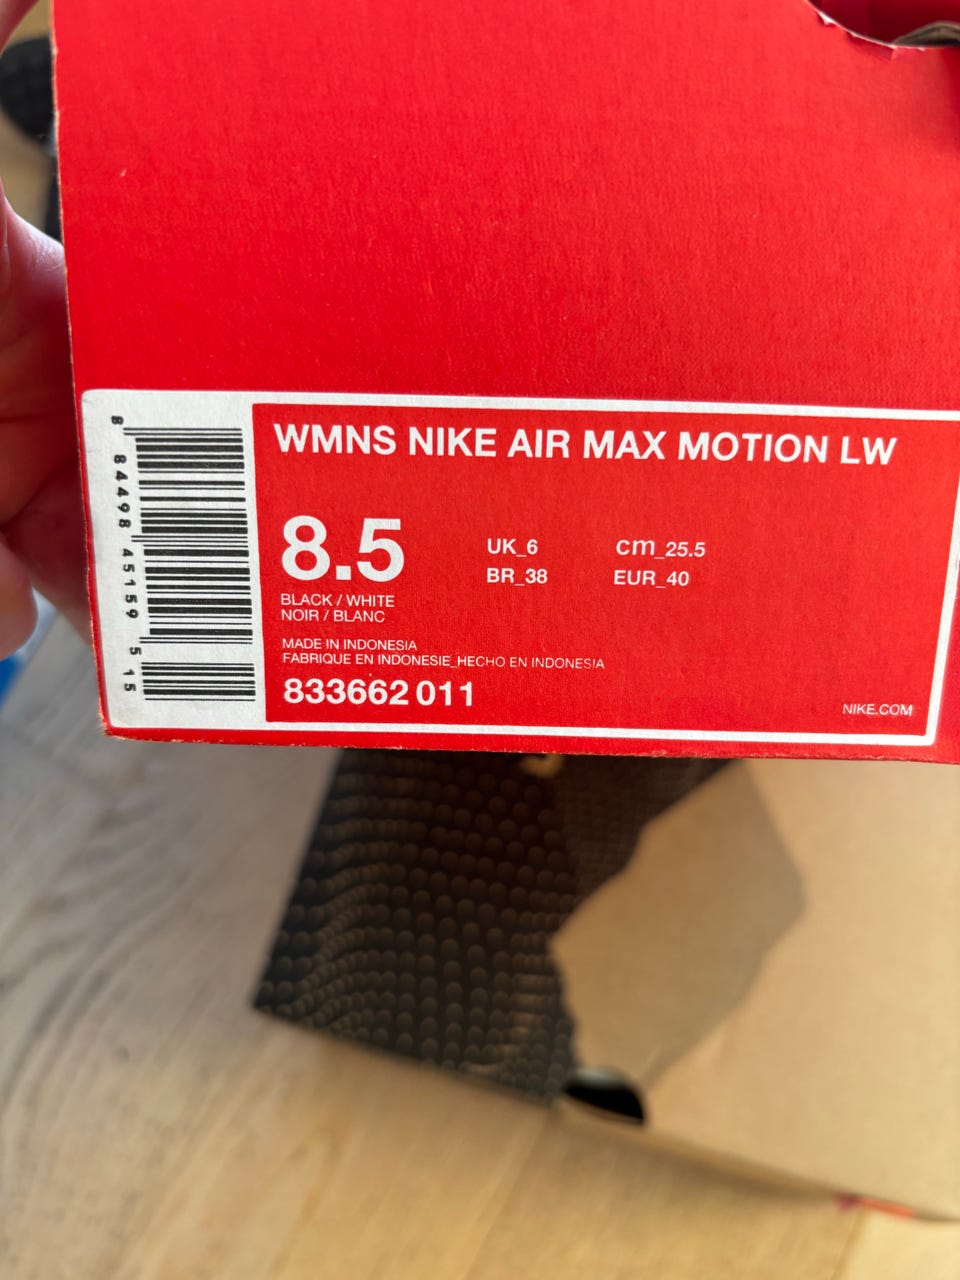 WMNS NIKE AIR MAX MOTION LW
8.5
UK_6 cm_25.5
BR_38 EUR_40
BLACK / WHITE
NOIR / BLANC
MADE IN INDONESIA
FABRIQUE EN INDONESIE_HECHO EN INDONESIA
833662 011
NIKE.COM
8 84498 45159 5 15